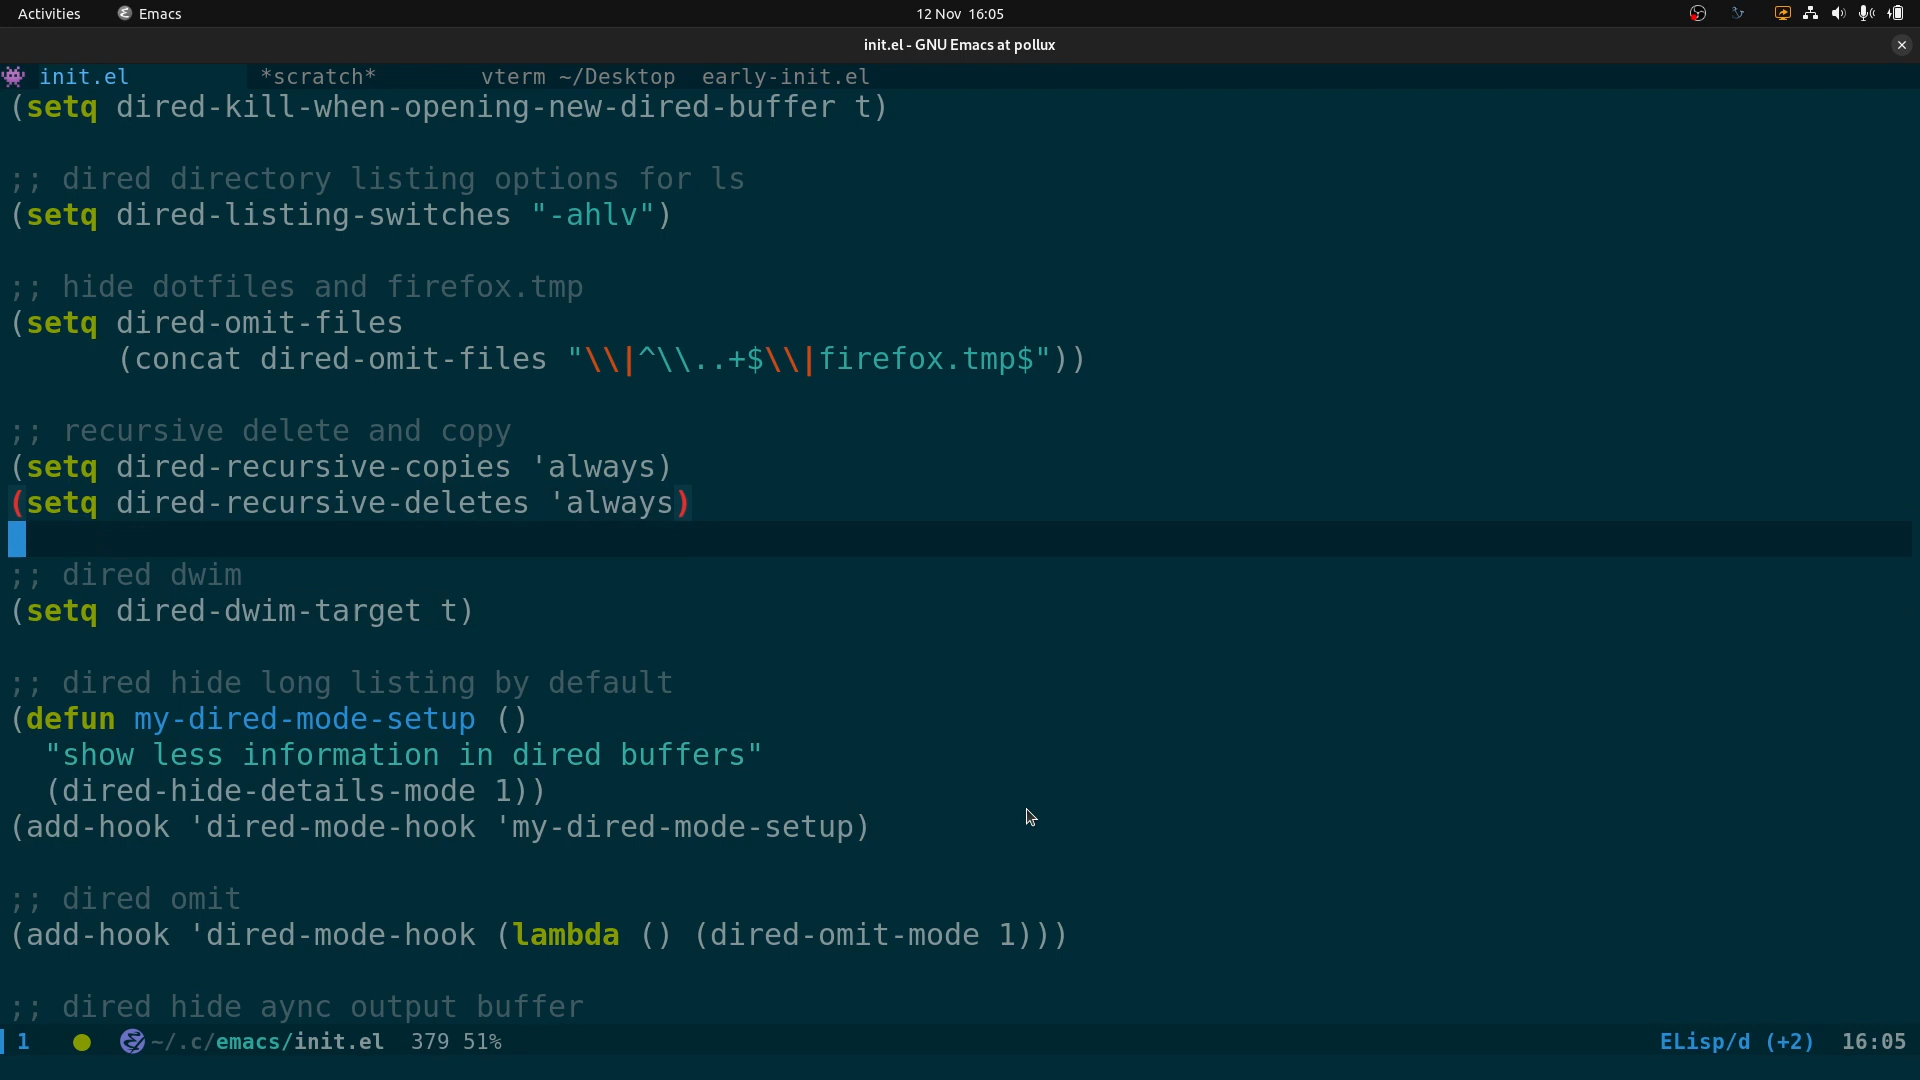 Activities Emacs 12 Nov 16:05
init.el - GNU Emacs at pollux
init.el *scratch* vterm ~/Desktop early-init.el
(setq dired-kill-when-opening-new-dired-buffer t)
;; dired directory listing options for ls
(setq dired-listing-switches "-ahlv")
;; hide dotfiles and firefox.tmp
(setq dired-omit-files
(concat dired-omit-files "\\|^\\..+$\\|firefox.tmp$"))
;; recursive delete and copy
(setq dired-recursive-copies 'always)
(setq dired-recursive-deletes 'always)
;; dired dwim
(setq dired-dwim-target t)
;; dired hide long listing by default
(defun my-dired-mode-setup ()
"show less information in dired buffers"
(dired-hide-details-mode 1))
(add-hook 'dired-mode-hook 'my-dired-mode-setup)
;; dired omit
(add-hook 'dired-mode-hook (lambda () (dired-omit-mode 1)))
;; dired hide aync output buffer
1 ~/.c/emacs/init.el 379 51% ELisp/d (+2) 16:05